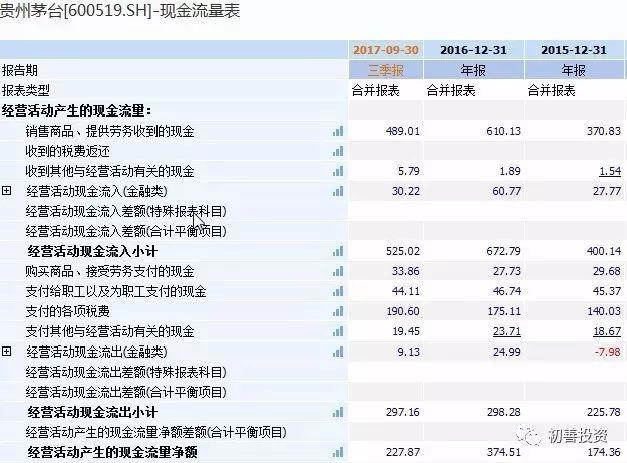 贵州茅台[600519.SH]-现金流量表
2017-09-30 2016-12-31 2015-12-31
报告期 三季报 年报 年报
报表类型 合并报表 合并报表 合并报表
经营活动产生的现金流量:
销售商品、提供劳务收到的现金 489.01 610.13 370.83
收到的税费返还
收到其他与经营活动有关的现金 5.79 1.89 1.54
经营活动现金流入(金融类) 30.22 60.77 27.77
经营活动现金流入差额(特殊报表科目)
经营活动现金流入差额(合计平衡项目)
经营活动现金流入小计 525.02 672.79 400.14
购买商品、接受劳务支付的现金 33.86 27.73 29.68
支付给职工以及为职工支付的现金 44.11 46.74 45.37
支付的各项税费 190.60 175.11 140.03
支付其他与经营活动有关的现金 19.45 23.71 18.67
经营活动现金流出(金融类) 9.13 24.99 -7.98
经营活动现金流出差额(特殊报表科目)
经营活动现金流出差额(合计平衡项目)
经营活动现金流出小计 297.16 298.28 225.78
经营活动产生的现金流量净额差额(合计平衡项目)
经营活动产生的现金流量净额 227.87 374.51 174.36
初善投资